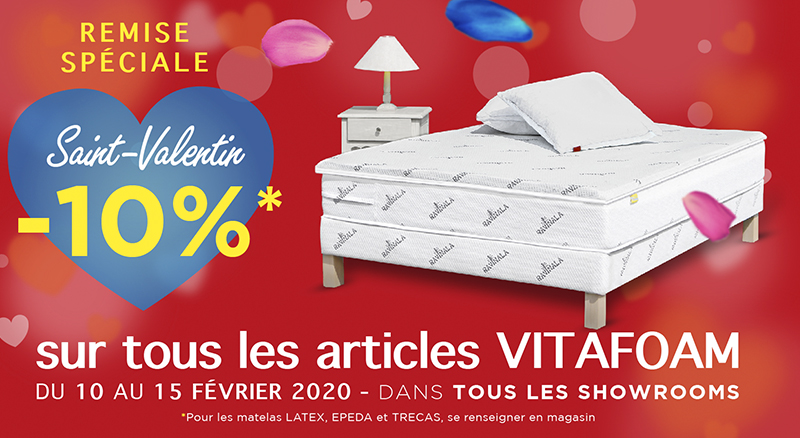 REMISE
SPÉCIALE
Saint-Valentin
-10%*
RAVINALA
sur tous les articles VITAFOAM
DU 10 AU 15 FÉVRIER 2020 - DANS TOUS LES SHOWROOMS
*Pour les matelas LATEX, EPEDA et TRECAS, se renseigner en magasin